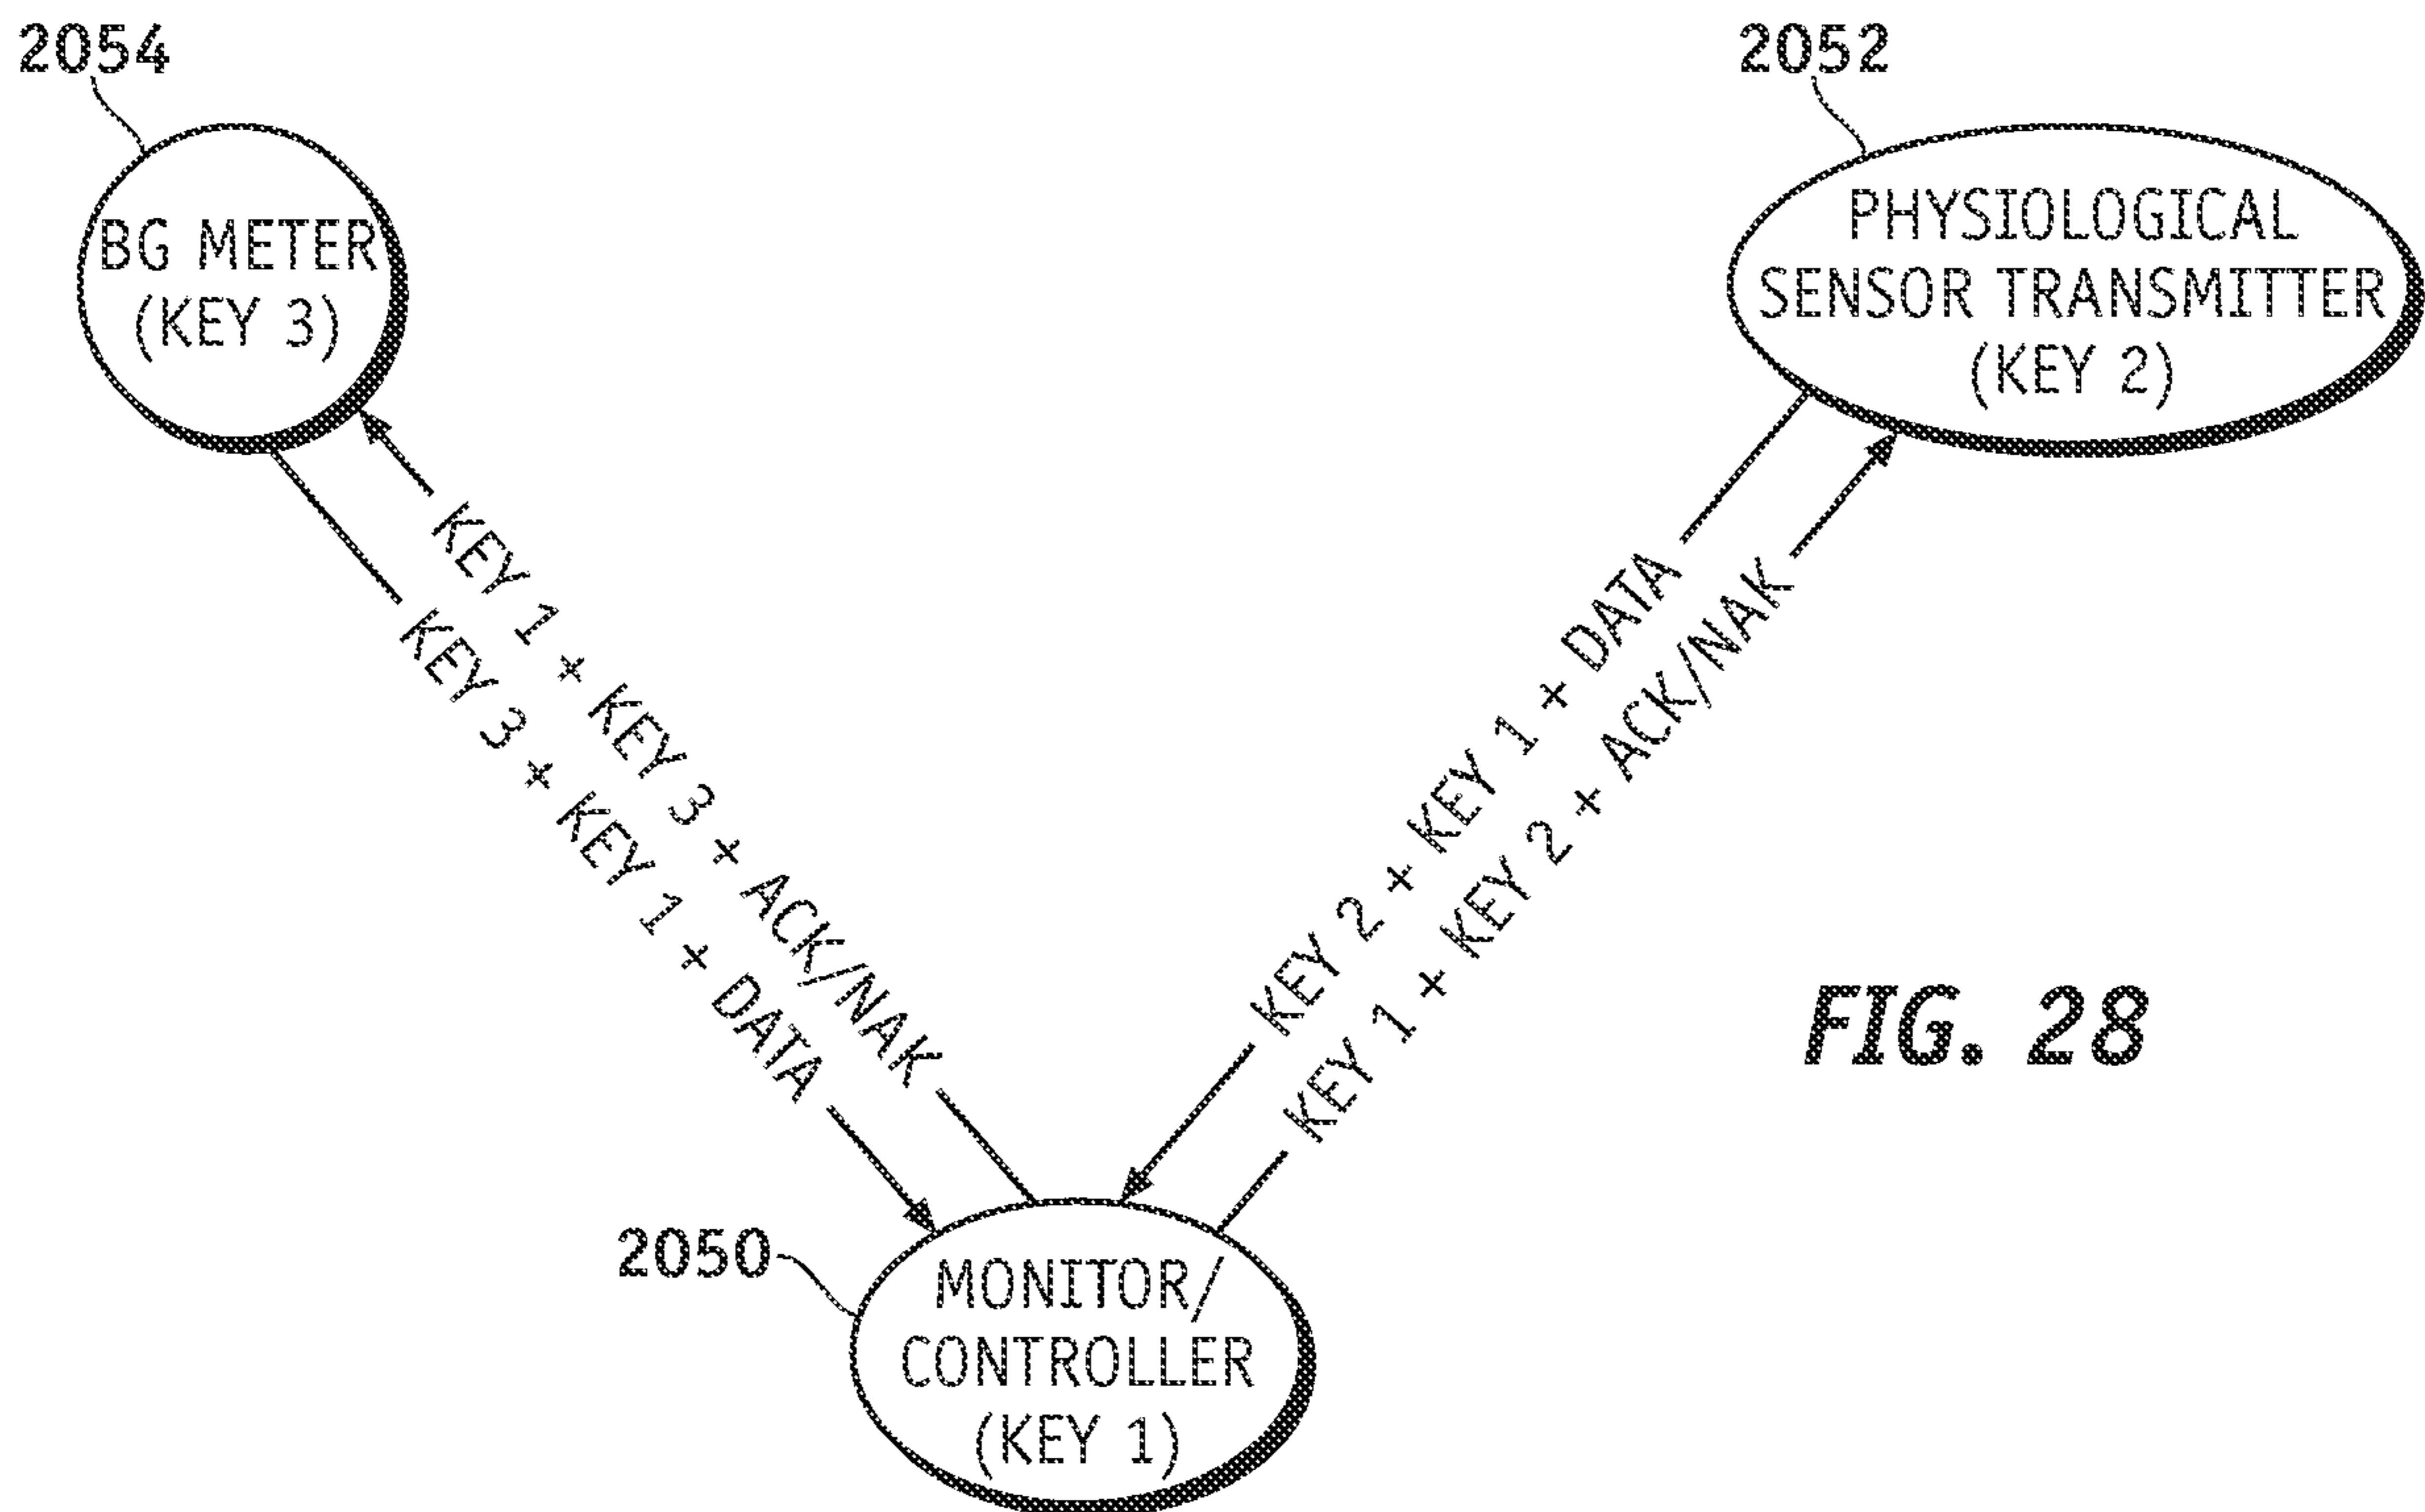 2054
2052
BG METER
(KEY 3)
PHYSIOLOGICAL
SENSOR TRANSMITTER
(KEY 2)
KEY 1 + KEY 3 + ACK/NAK
KEY 3 + KEY 1 + DATA
KEY 2 + KEY 1 + DATA
KEY 1 + KEY 2 + ACK/NAK
FIG. 28
2050
MONITOR/
CONTROLLER
(KEY 1)